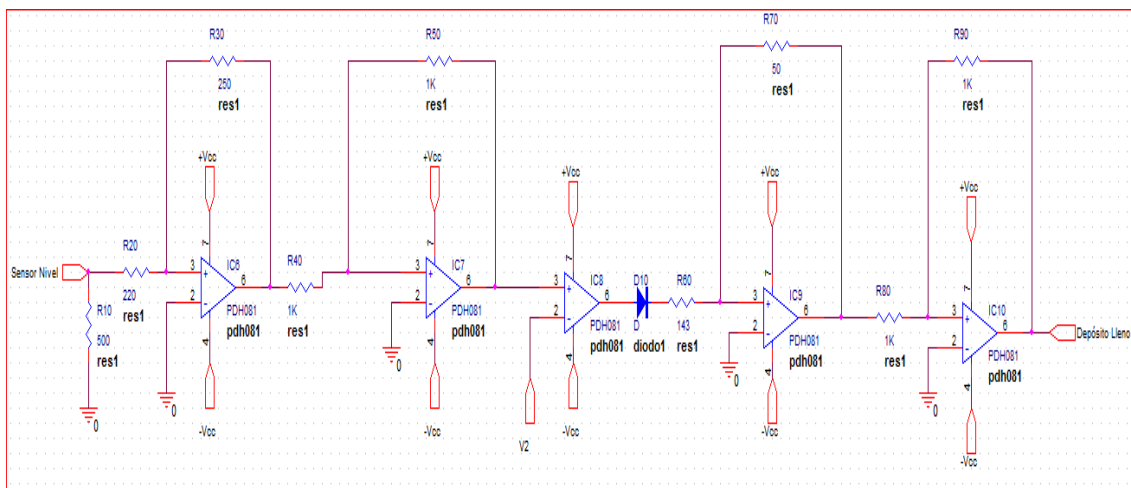 R30
250
res1
R50
1K
res1
R70
50
res1
R90
1K
res1
+Vcc
+Vcc
+Vcc
+Vcc
+Vcc
Sensor Nivel
R20
220
res1
R10
500
res1
0
3
+
2
-
7
6
4
IC6
PDH081
pdh081
0
-Vcc
R40
1K
res1
3
+
2
-
7
6
4
IC7
PDH081
pdh081
0
-Vcc
3
+
2
-
7
6
4
IC8
PDH081
pdh081
V2
-Vcc
D10
D
diodo1
R60
143
res1
3
+
2
-
7
6
4
IC9
PDH081
pdh081
0
-Vcc
R80
1K
res1
3
+
2
-
7
6
4
IC10
PDH081
pdh081
0
-Vcc
Depósito Lleno